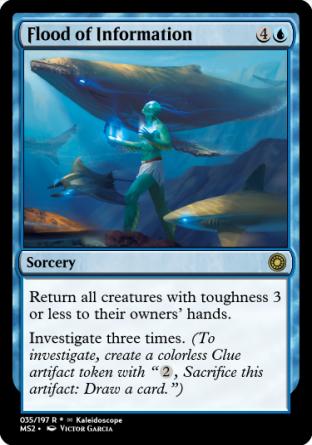 Flood of Information 4
Sorcery
Return all creatures with toughness 3
or less to their owners' hands.
Investigate three times. (To
investigate, create a colorless Clue
artifact token with “2, Sacrifice this
artifact: Draw a card.”)
035/197 R * ∞ Kaleidoscope
MS2 • Victor Garcia